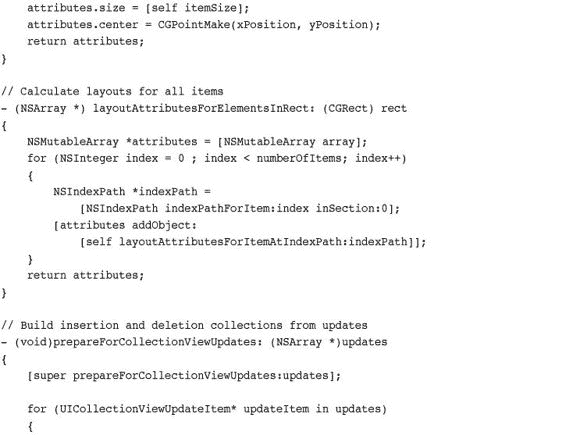 attributes.size = [self itemSize];
    attributes.center = CGPointMake(xPosition, yPosition);
    return attributes;
}

// Calculate layouts for all items
- (NSArray *) layoutAttributesForElementsInRect: (CGRect) rect
{
    NSMutableArray *attributes = [NSMutableArray array];
    for (NSInteger index = 0 ; index < numberOfItems; index++)
    {
        NSIndexPath *indexPath =
            [NSIndexPath indexPathForItem:index inSection:0];
        [attributes addObject:
            [self layoutAttributesForItemAtIndexPath:indexPath]];
    }
    return attributes;
}

// Build insertion and deletion collections from updates
- (void)prepareForCollectionViewUpdates: (NSArray *)updates
{
    [super prepareForCollectionViewUpdates:updates];

    for (UICollectionViewUpdateItem* updateItem in updates)
    {